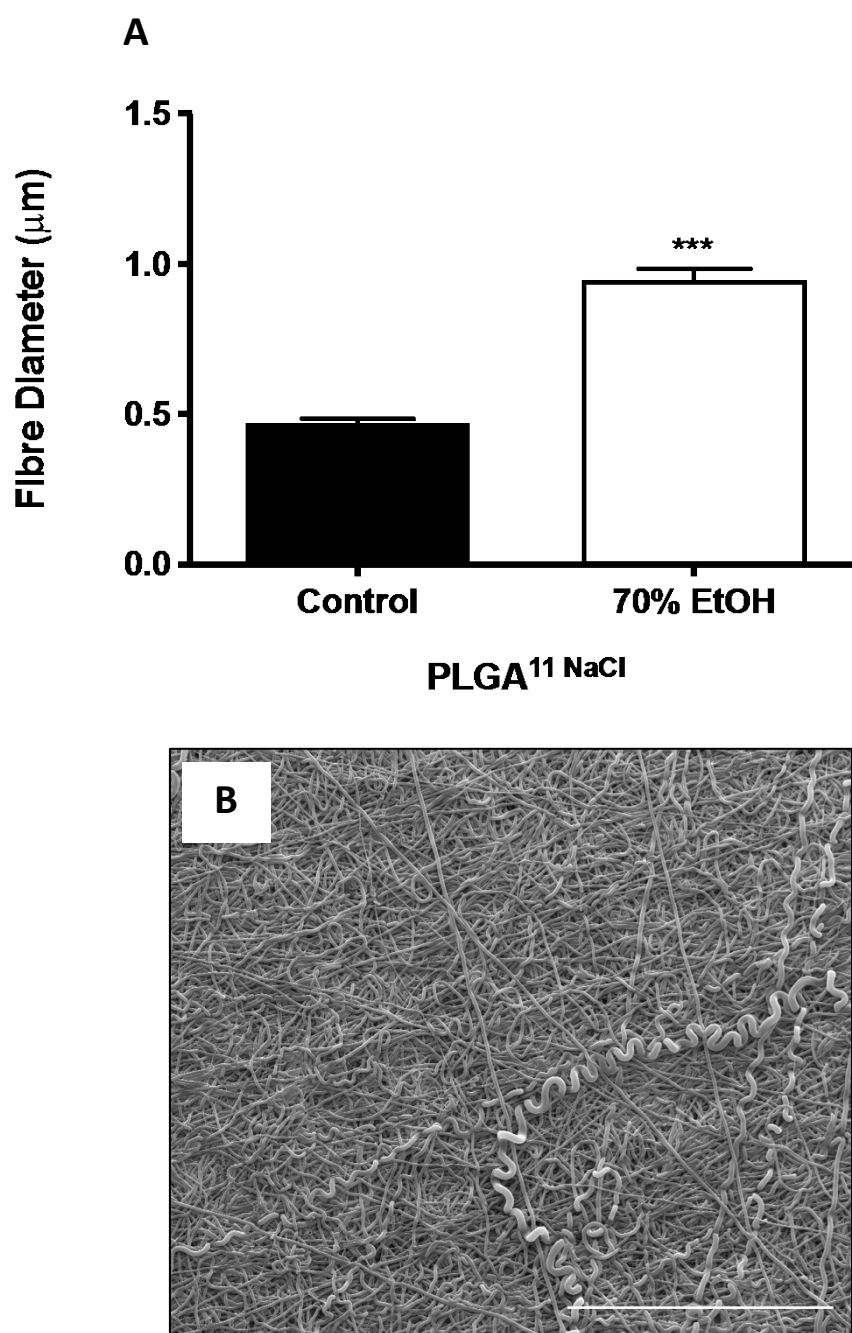 A
1.5
1.0
0.5
0.0
Fibre Diameter (μm)
***
Control 70% EtOH
PLGA11 NaCl
B